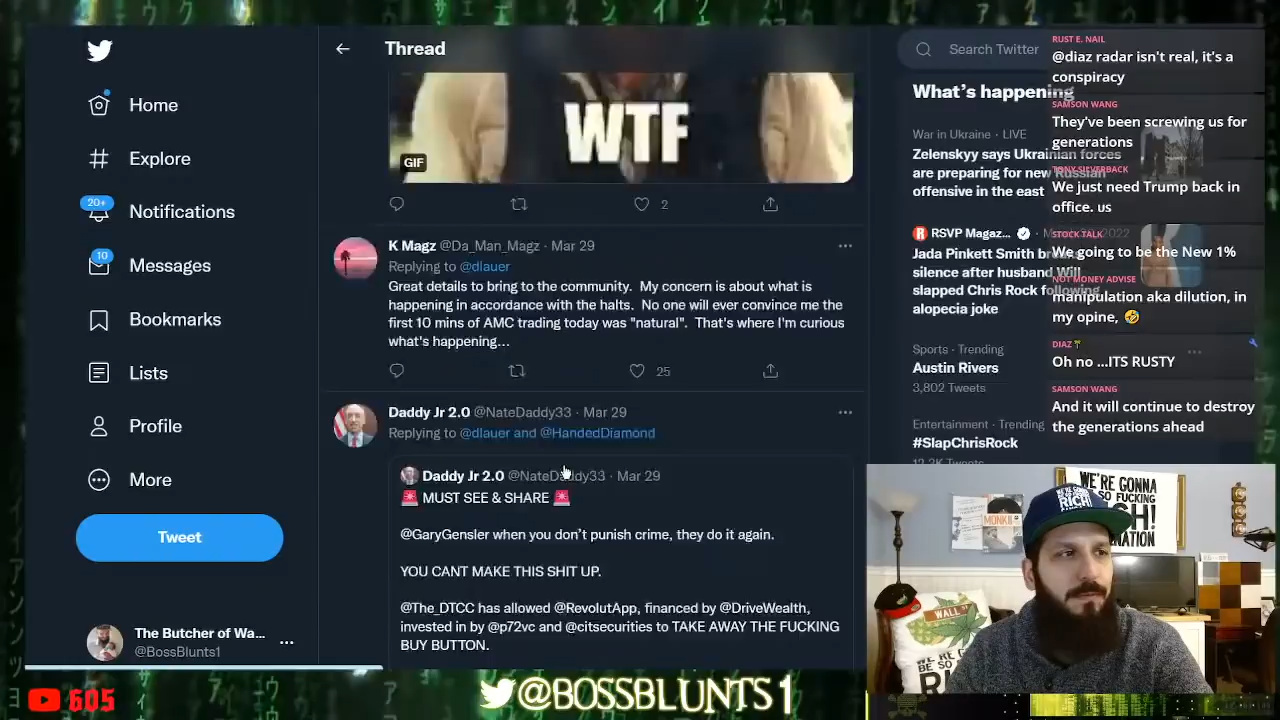 Home
Explore
20+
Notifications
10
Messages
Bookmarks
Lists
Profile
More
Tweet
The Butcher of Wa...
@BossBlunts1
Thread
WTF
GIF
2
K Magz @Da_Man_Magz · Mar 29
Replying to @dlauer
Great details to bring to the community. My concern is about what is
happening in accordance with the halts. No one will ever convince me the
first 10 mins of AMC trading today was "natural". That's where I'm curious
what's happening...
25
Daddy Jr 2.0 @NateDaddy33 · Mar 29
Replying to @dlauer and @HandedDiamond
Daddy Jr 2.0 @NateDaddy33 · Mar 29
🚨 MUST SEE & SHARE 🚨
@GaryGensler when you don't punish crime, they do it again.
YOU CANT MAKE THIS SHIT UP.
@The_DTCC has allowed @RevolutApp, financed by @DriveWealth,
invested in by @p72vc and @citsecurities to TAKE AWAY THE FUCKING
BUY BUTTON.
Search Twitter
What's happening
War in Ukraine · LIVE
Zelenskyy says Ukrainian forces
are preparing for new Russian
offensive in the east
RSVP Magaz...
Jada Pinkett Smith
silence after husband Will
slapped Chris Rock following
alopecia joke
Sports · Trending
Austin Rivers
3,802 Tweets
Entertainment · Trending
#SlapChrisRock
RUST E. NAIL
@diaz radar isn't real, it's a
conspiracy
SAMSON WANG
They've been screwing us for
generations
TONY SILVERBACK
We just need Trump back in
office. us
STOCK TALK
We going to be the New 1%
NOT MONEY ADVISE
manipulation aka dilution, in
my opine, 🤣
DIAZ🌴
Oh no ...ITS RUSTY
SAMSON WANG
And it will continue to destroy
the generations ahead
WE'RE GONNA
RICH!
MONKI
WALL
605
@BOSSBLUNTS1